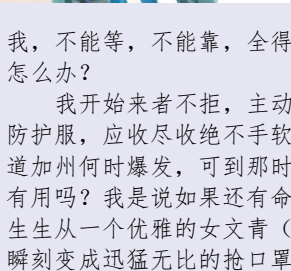 我，不能等，不能靠，全得
怎么办？
我开始来者不拒，主动
防护服，应收尽收绝不手软
道加州何时爆发，可到那时
有用吗？我是说如果还有命
生生从一个优雅的女文青（
瞬刻变成迅猛无比的抢口罩